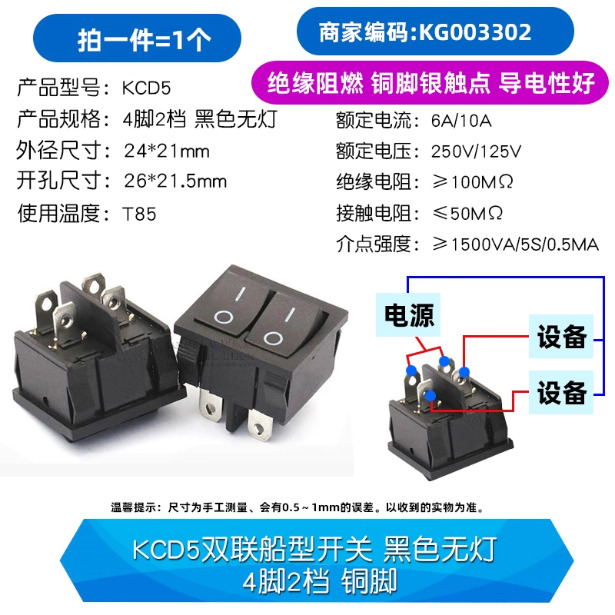 拍一件=1个
商家编码:KG003302
绝缘阻燃 铜脚银触点 导电性好
产品型号: KCD5
产品规格: 4脚2档 黑色无灯
外径尺寸: 24*21mm
开孔尺寸: 26*21.5mm
使用温度: T85
额定电流: 6A/10A
额定电压: 250V/125V
绝缘电阻: ≥100MΩ
接触电阻: ≤50MΩ
介点强度: ≥1500VA/5S/0.5MA
电源
设备
设备
温馨提示: 尺寸为手工测量、会有0.5~1mm的误差。以收到的实物为准。
KCD5双联船型开关 黑色无灯
4脚2档 铜脚